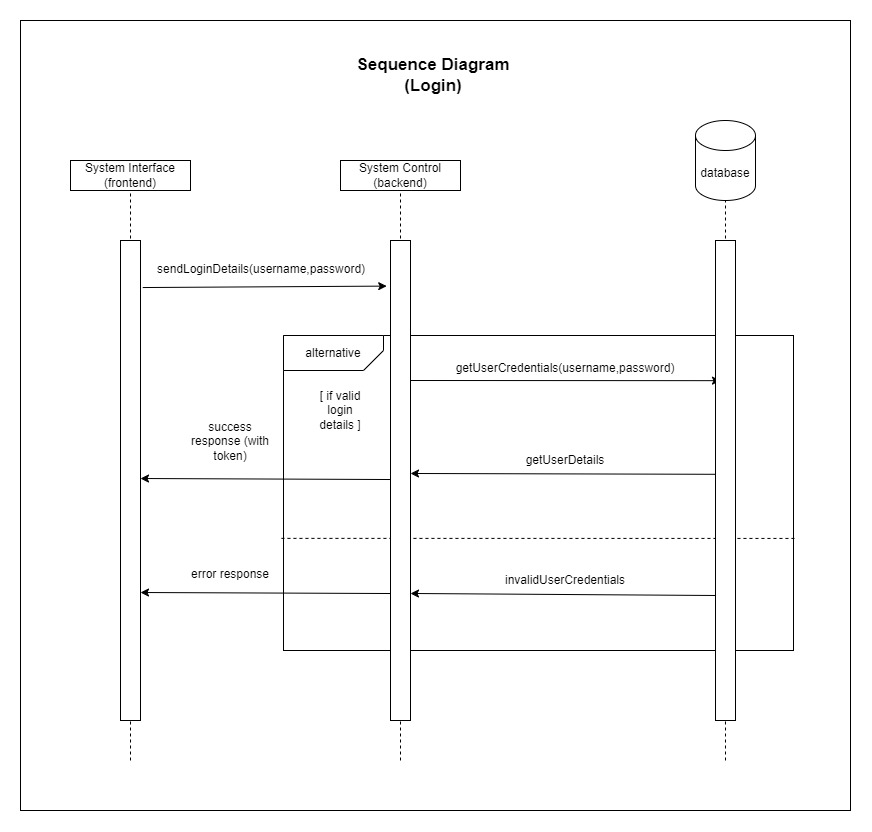 Sequence Diagram
(Login)
System Interface
(frontend)
System Control
(backend)
database
sendLoginDetails(username,password)
alternative
getUserCredentials(username,password)
[ if valid
login
details ]
success
response (with
token)
getUserDetails
error response
invalidUserCredentials